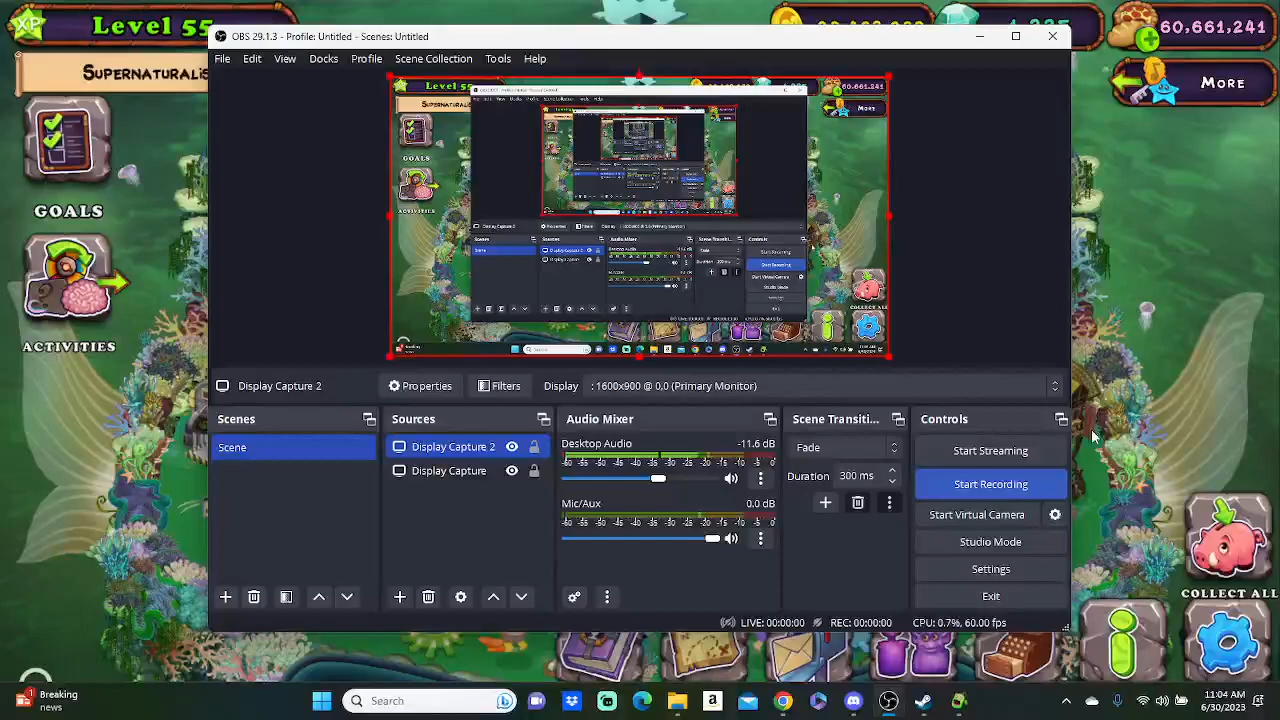 XP
Level 55
60,661,241
SUPERNATURALIS
MORE
GOALS
ACTIVITIES
COLLECT ALL
OBS 29.1.3 - Profile: Untitled - Scenes: Untitled
File Edit View Docks Profile Scene Collection Tools Help
Display Capture 2 Properties Filters Display : 1600x900 @ 0,0 (Primary Monitor)
Scenes
Scene
Sources
Display Capture 2
Display Capture
Audio Mixer
Desktop Audio -11.6 dB
-60 -55 -50 -45 -40 -35 -30 -25 -20 -15 -10 -5 0
Mic/Aux 0.0 dB
-60 -55 -50 -45 -40 -35 -30 -25 -20 -15 -10 -5 0
Scene Transiti...
Fade
Duration 300 ms
Controls
Start Streaming
Start Recording
Start Virtual Camera
Studio Mode
Settings
Exit
LIVE: 00:00:00 REC: 00:00:00 CPU: 0.7%, 60.00 fps
1
Breaking
news
Search
11:04 AM
6/30/2023